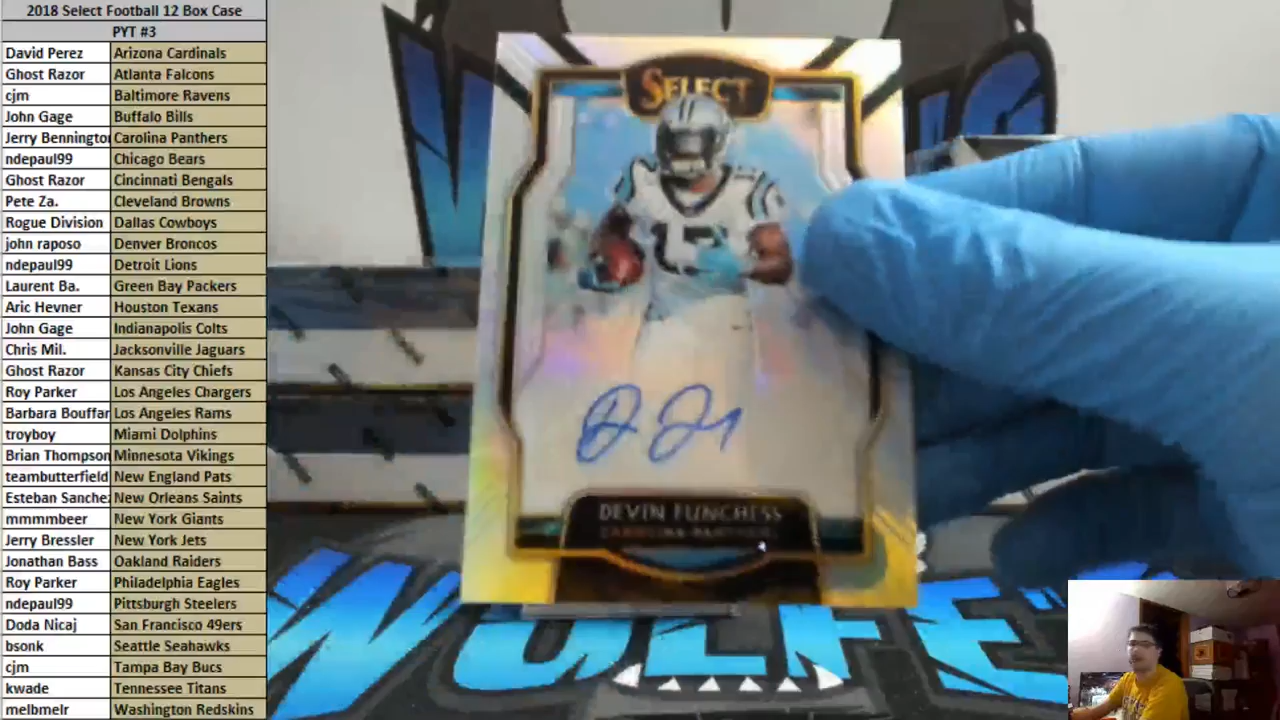 2018 Select Football 12 Box Case
PYT #3
David Perez Arizona Cardinals
Ghost Razor Atlanta Falcons
cjm Baltimore Ravens
John Gage Buffalo Bills
Jerry Bennington Carolina Panthers
ndepaul99 Chicago Bears
Ghost Razor Cincinnati Bengals
Pete Za. Cleveland Browns
Rogue Division Dallas Cowboys
john raposo Denver Broncos
ndepaul99 Detroit Lions
Laurent Ba. Green Bay Packers
Aric Hevner Houston Texans
John Gage Indianapolis Colts
Chris Mil. Jacksonville Jaguars
Ghost Razor Kansas City Chiefs
Roy Parker Los Angeles Chargers
Barbara Bouffar Los Angeles Rams
troyboy Miami Dolphins
Brian Thompson Minnesota Vikings
teambutterfield New England Pats
Esteban Sanchez New Orleans Saints
mmmmbeer New York Giants
Jerry Bressler New York Jets
Jonathan Bass Oakland Raiders
Roy Parker Philadelphia Eagles
ndepaul99 Pittsburgh Steelers
Doda Nicaj San Francisco 49ers
bsonk Seattle Seahawks
cjm Tampa Bay Bucs
kwade Tennessee Titans
melbmelr Washington Redskins
SELECT
DEVIN FUNCHESS
CAROLINA PANTHERS